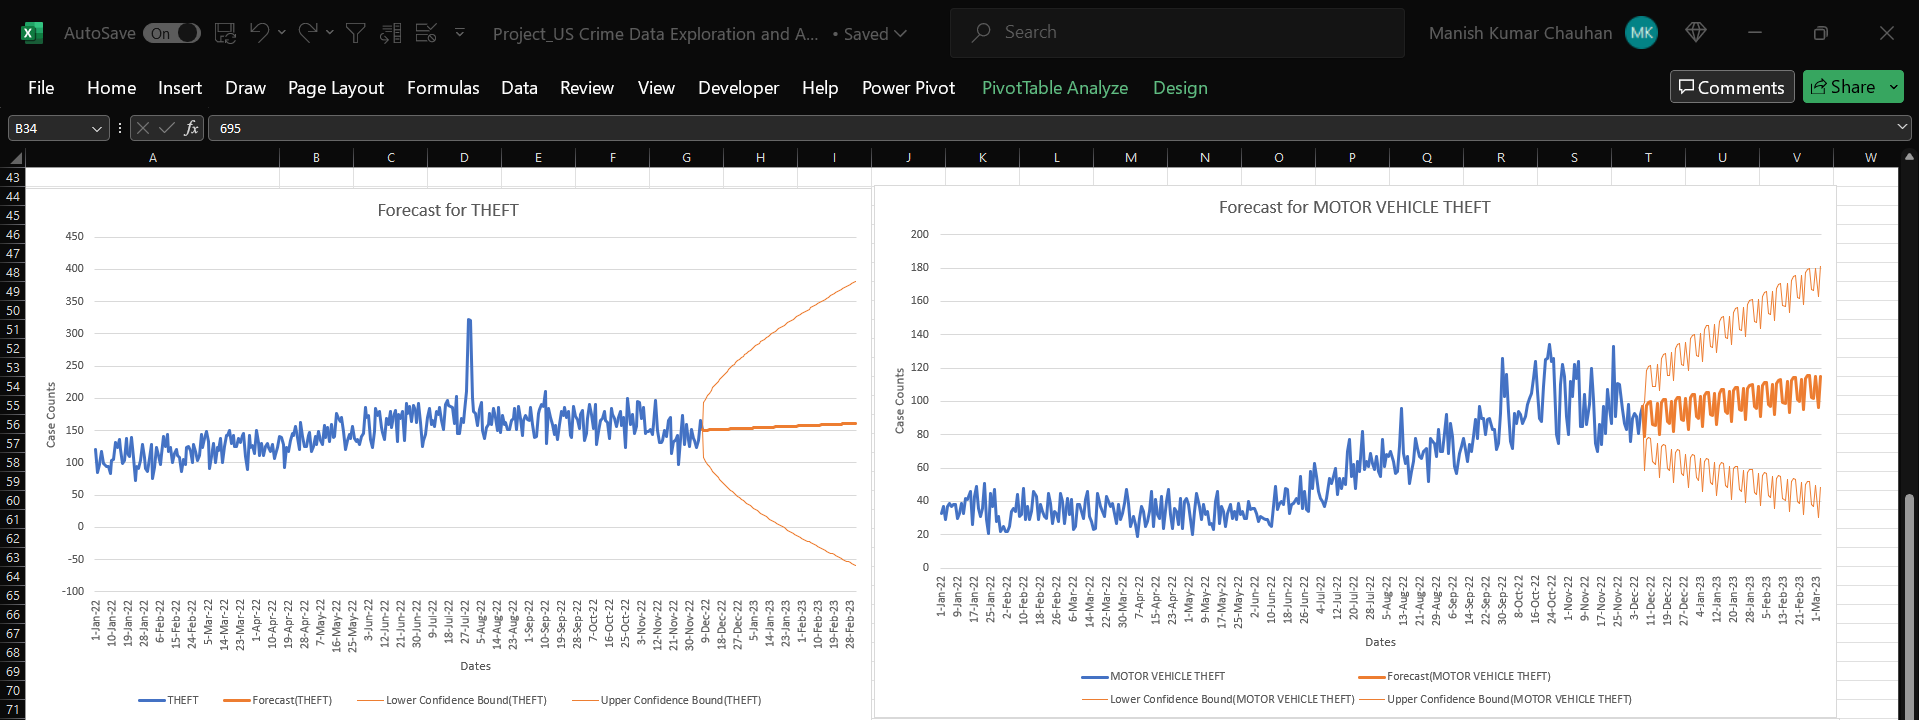 AutoSave On Project_US Crime Data Exploration and A... • Saved Search Manish Kumar Chauhan MK
File Home Insert Draw Page Layout Formulas Data Review View Developer Help Power Pivot PivotTable Analyze Design Comments Share
B34 fx 695
A B C D E F G H I J K L M N O P Q R S T U V W
43
44
45
46
47
48
49
50
51
52
53
54
55
56
57
58
59
60
61
62
63
64
65
66
67
68
69
70
71
Forecast for THEFT
450
400
350
300
250
200
150
100
50
0
-50
-100
Case Counts
1-Jan-22
10-Jan-22
19-Jan-22
28-Jan-22
6-Feb-22
15-Feb-22
24-Feb-22
5-Mar-22
14-Mar-22
23-Mar-22
1-Apr-22
10-Apr-22
19-Apr-22
28-Apr-22
7-May-22
16-May-22
25-May-22
3-Jun-22
12-Jun-22
21-Jun-22
30-Jun-22
9-Jul-22
18-Jul-22
27-Jul-22
5-Aug-22
14-Aug-22
23-Aug-22
1-Sep-22
10-Sep-22
19-Sep-22
28-Sep-22
7-Oct-22
16-Oct-22
25-Oct-22
3-Nov-22
12-Nov-22
21-Nov-22
30-Nov-22
9-Dec-22
18-Dec-22
27-Dec-22
5-Jan-23
14-Jan-23
23-Jan-23
1-Feb-23
10-Feb-23
19-Feb-23
28-Feb-23
Dates
THEFT Forecast(THEFT) Lower Confidence Bound(THEFT) Upper Confidence Bound(THEFT)
Forecast for MOTOR VEHICLE THEFT
200
180
160
140
120
100
80
60
40
20
0
Case Counts
1-Jan-22
9-Jan-22
17-Jan-22
25-Jan-22
2-Feb-22
10-Feb-22
18-Feb-22
26-Feb-22
6-Mar-22
14-Mar-22
22-Mar-22
30-Mar-22
7-Apr-22
15-Apr-22
23-Apr-22
1-May-22
9-May-22
17-May-22
25-May-22
2-Jun-22
10-Jun-22
18-Jun-22
26-Jun-22
4-Jul-22
12-Jul-22
20-Jul-22
28-Jul-22
5-Aug-22
13-Aug-22
21-Aug-22
29-Aug-22
6-Sep-22
14-Sep-22
22-Sep-22
30-Sep-22
8-Oct-22
16-Oct-22
24-Oct-22
1-Nov-22
9-Nov-22
17-Nov-22
25-Nov-22
3-Dec-22
11-Dec-22
19-Dec-22
27-Dec-22
4-Jan-23
12-Jan-23
20-Jan-23
28-Jan-23
5-Feb-23
13-Feb-23
21-Feb-23
1-Mar-23
Dates
MOTOR VEHICLE THEFT Forecast(MOTOR VEHICLE THEFT)
Lower Confidence Bound(MOTOR VEHICLE THEFT) Upper Confidence Bound(MOTOR VEHICLE THEFT)